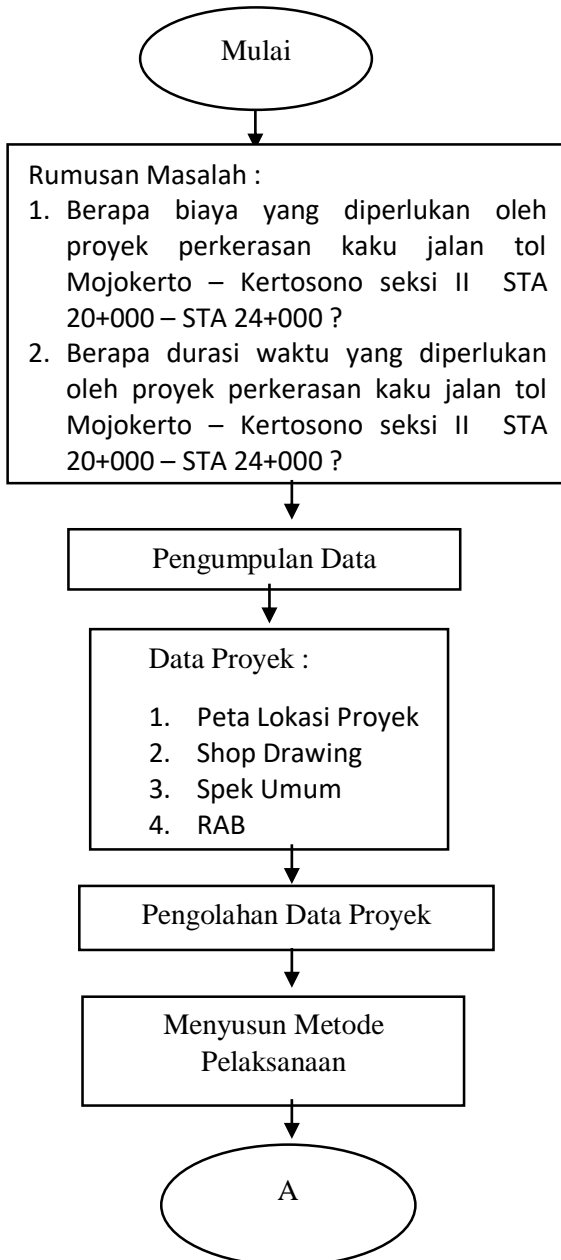 Mulai
Rumusan Masalah :
1. Berapa biaya yang diperlukan oleh
proyek perkerasan kaku jalan tol
Mojokerto – Kertosono seksi II STA
20+000 – STA 24+000 ?
2. Berapa durasi waktu yang diperlukan
oleh proyek perkerasan kaku jalan tol
Mojokerto – Kertosono seksi II STA
20+000 – STA 24+000 ?
Pengumpulan Data
Data Proyek :
1. Peta Lokasi Proyek
2. Shop Drawing
3. Spek Umum
4. RAB
Pengolahan Data Proyek
Menyusun Metode
Pelaksanaan
A